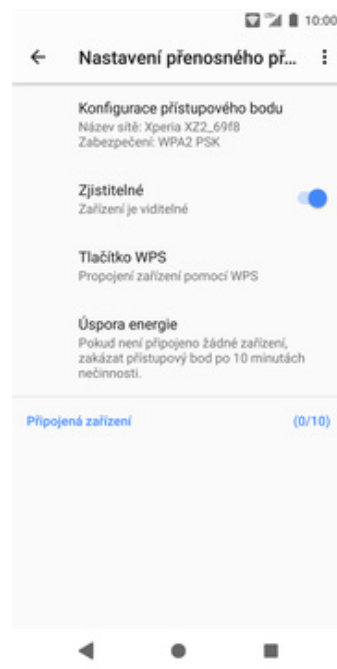 10:00
Nastavení přenosného př...
Konfigurace přístupového bodu
Název sítě: Xperia XZ2_69f8
Zabezpečení: WPA2 PSK
Zjistitelné
Zařízení je viditelné
Tlačítko WPS
Propojení zařízení pomocí WPS
Úspora energie
Pokud není připojeno žádné zařízení,
zakázat přístupový bod po 10 minutách
nečinnosti.
Připojená zařízení (0/10)